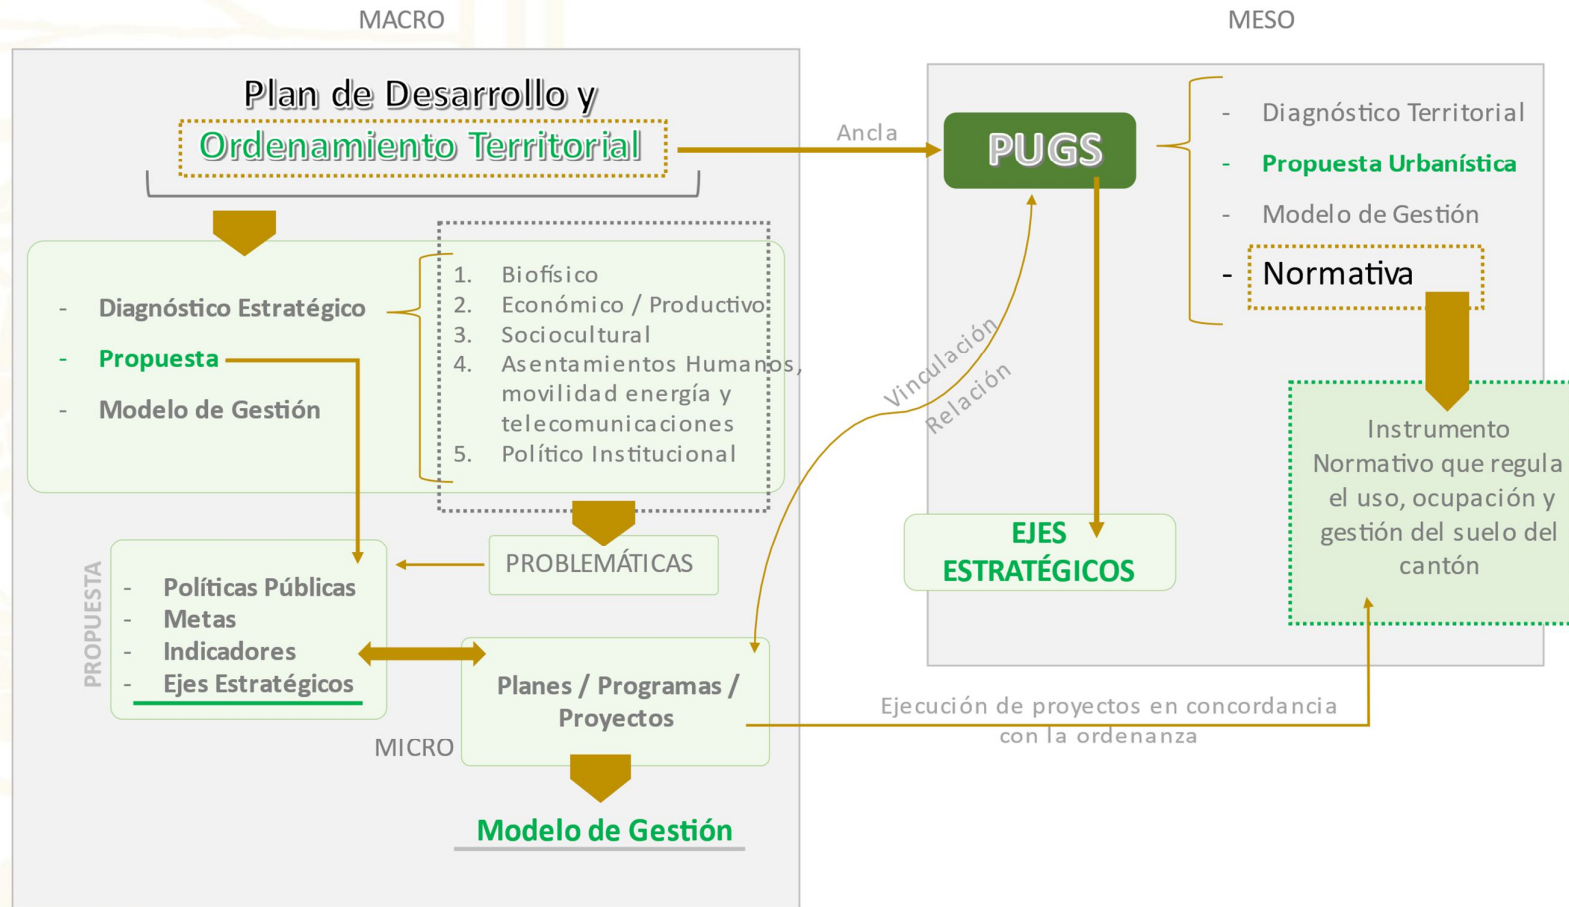 MACRO
Plan de Desarrollo y
Ordenamiento Territorial
- Diagnóstico Estratégico
- Propuesta
- Modelo de Gestión
1. Biofísico
2. Económico / Productivo
3. Sociocultural
4. Asentamientos Humanos,
movilidad energía y
telecomunicaciones
5. Político Institucional
PROBLEMÁTICAS
PROPUESTA
- Políticas Públicas
- Metas
- Indicadores
- Ejes Estratégicos
MICRO
Planes / Programas /
Proyectos
Modelo de Gestión
Ancla
Vinculación
Relación
MESO
PUGS
- Diagnóstico Territorial
- Propuesta Urbanística
- Modelo de Gestión
- Normativa
EJES
ESTRATÉGICOS
Instrumento
Normativo que regula
el uso, ocupación y
gestión del suelo del
cantón
Ejecución de proyectos en concordancia
con la ordenanza